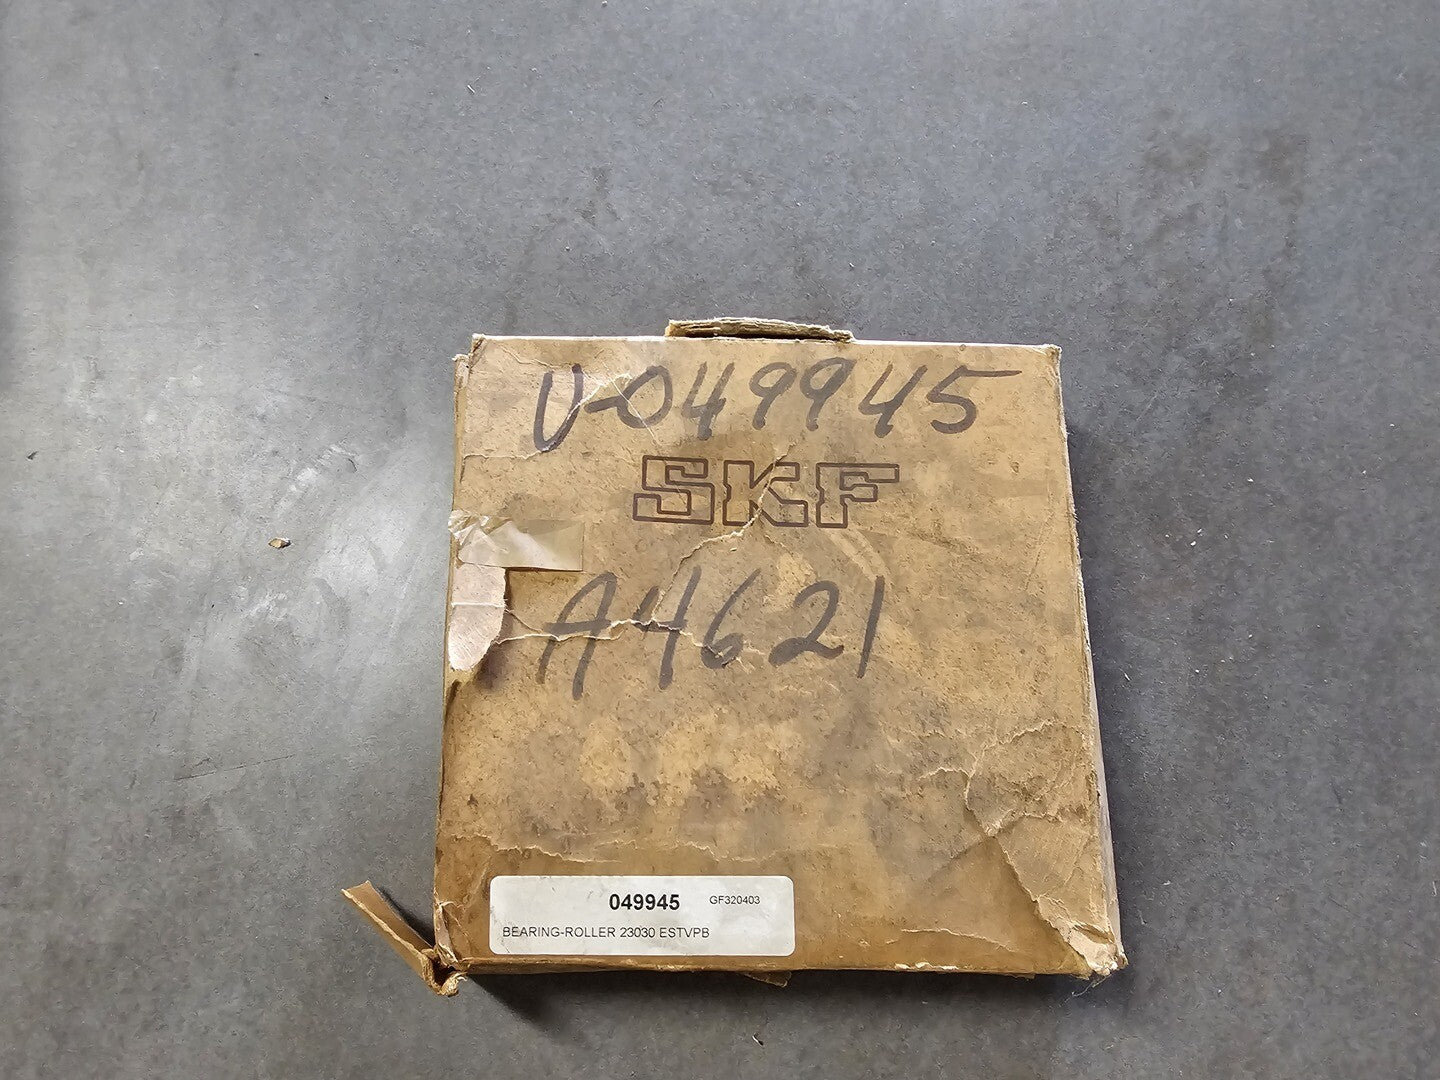 U-049945
SKF
A4621
049945 GF320403
BEARING-ROLLER 23030 ESTVPB